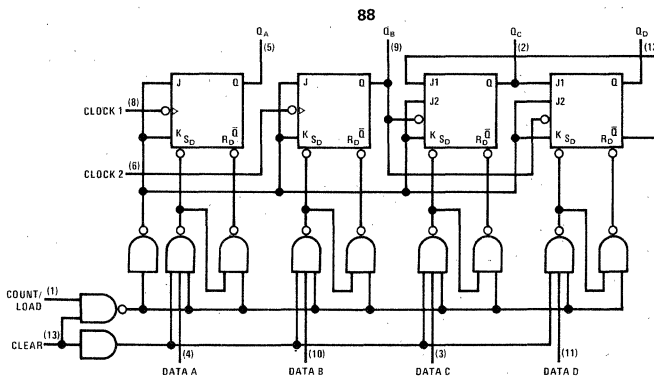 88
QA (5)
QB (9)
QC (2)
QD
J Q
J Q
J1 Q
J1 Q
J2
J2
CLOCK 1 (8)
K SD RD Q̄
K SD RD Q̄
K SD RD Q̄
K SD RD Q̄
CLOCK 2 (6)
COUNT/ (1)
LOAD
CLEAR (13)
(4)
(10)
(3)
(11)
DATA A
DATA B
DATA C
DATA D